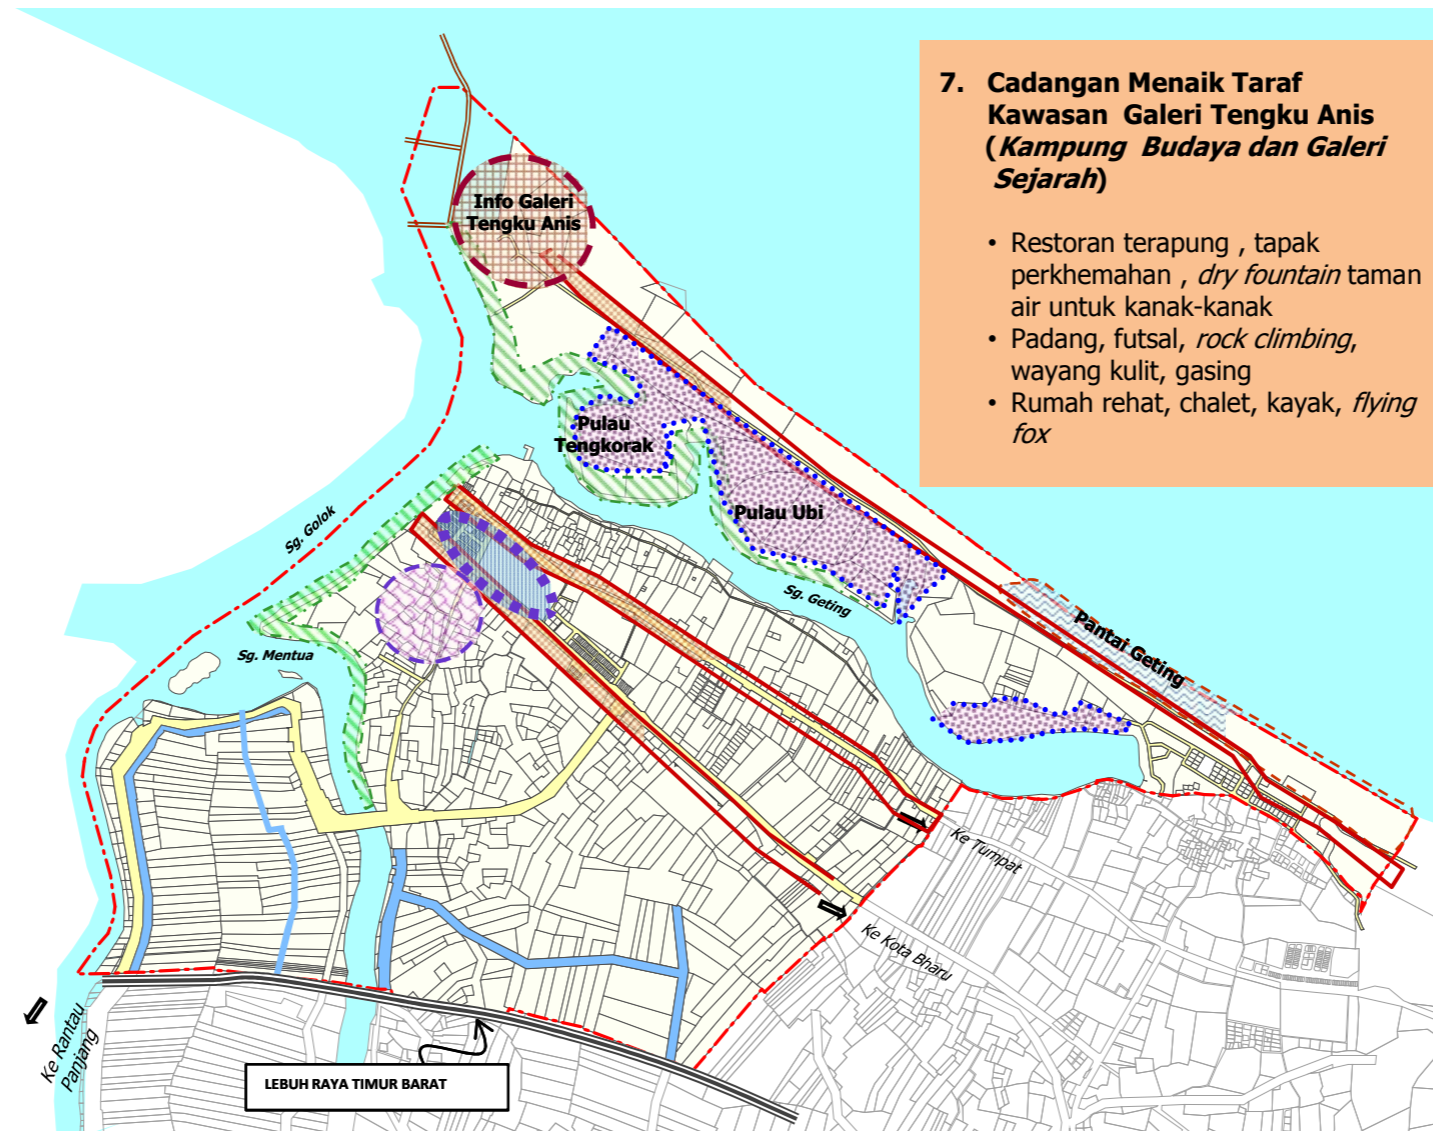 7. Cadangan Menaik Taraf
Kawasan Galeri Tengku Anis
(Kampung Budaya dan Galeri
Sejarah)
• Restoran terapung , tapak
perkhemahan , dry fountain taman
air untuk kanak-kanak
• Padang, futsal, rock climbing,
wayang kulit, gasing
• Rumah rehat, chalet, kayak, flying
fox
Info Galeri
Tengku Anis
Pulau
Tengkorak
Pulau Ubi
Sg. Golok
Sg. Geting
Pantai Geting
Sg. Mentua
Ke Tumpat
Ke Kota Bharu
Ke Rantau
Panjang
LEBUH RAYA TIMUR BARAT